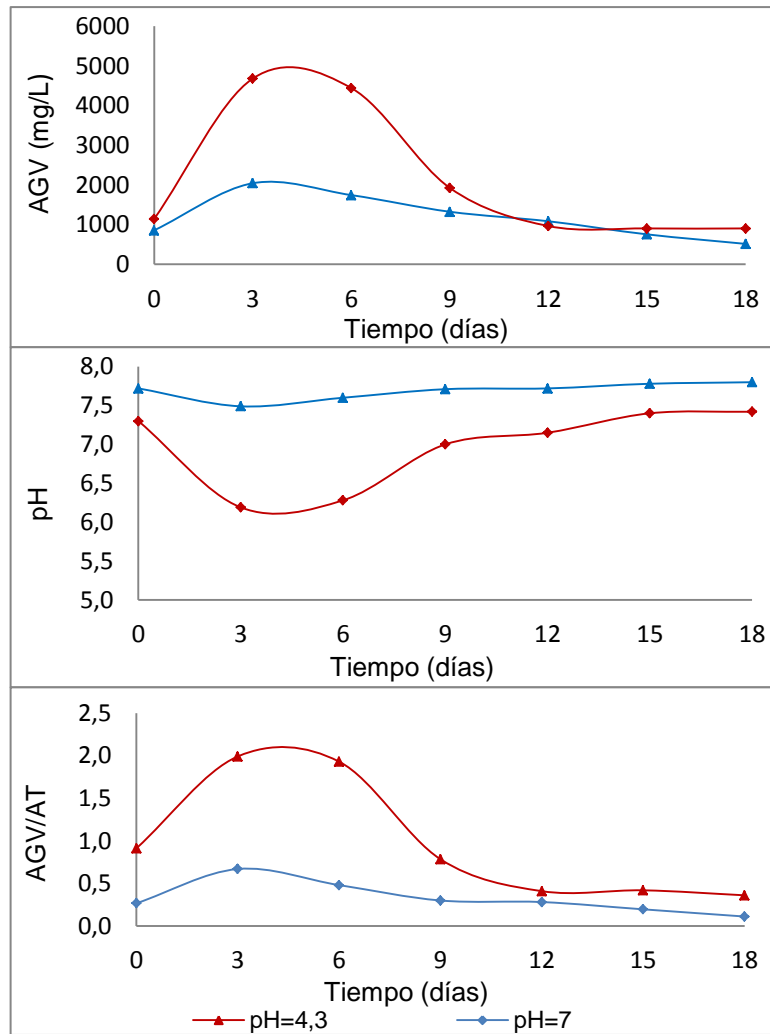 AGV (mg/L)
6000
5000
4000
3000
2000
1000
0
0 3 6 9 12 15 18
Tiempo (días)
pH
8,0
7,5
7,0
6,5
6,0
5,5
5,0
0 3 6 9 12 15 18
Tiempo (días)
AGV/AT
2,5
2,0
1,5
1,0
0,5
0,0
0 3 6 9 12 15 18
Tiempo (días)
pH=4,3 pH=7